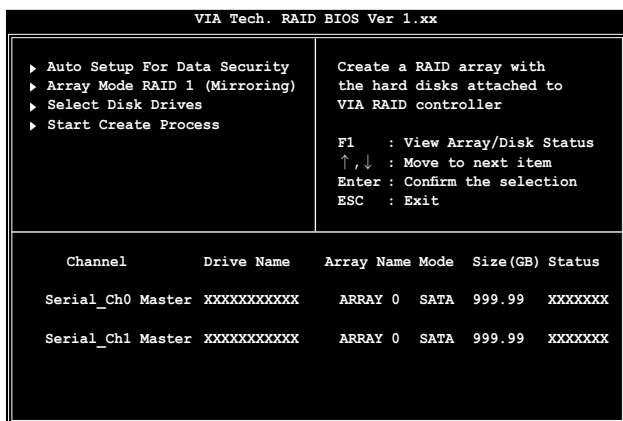 VIA Tech. RAID BIOS Ver 1.xx
Auto Setup For Data Security
Array Mode RAID 1 (Mirroring)
Select Disk Drives
Start Create Process
Create a RAID array with
the hard disks attached to
VIA RAID controller
F1 : View Array/Disk Status
↑,↓ : Move to next item
Enter : Confirm the selection
ESC : Exit
Channel Drive Name Array Name Mode Size(GB) Status
Serial_Ch0 Master XXXXXXXXXXX ARRAY 0 SATA 999.99 XXXXXXX
Serial_Ch1 Master XXXXXXXXXXX ARRAY 0 SATA 999.99 XXXXXXX